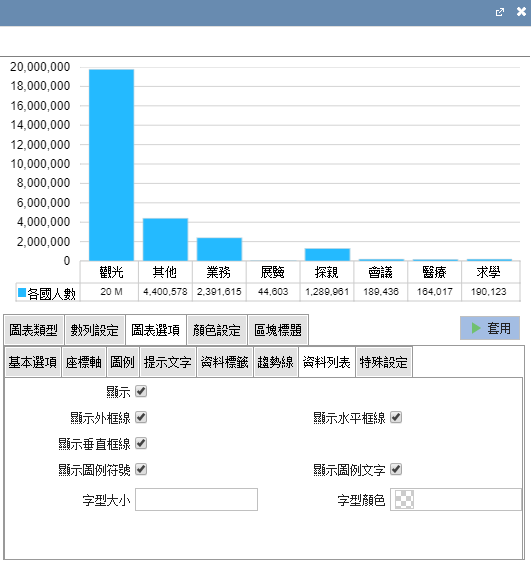 20,000,000
18,000,000
16,000,000
14,000,000
12,000,000
10,000,000
8,000,000
6,000,000
4,000,000
2,000,000
0
觀光 其他 業務 展覽 探親 會議 醫療 求學
各國人數 20 M 4,400,578 2,391,615 44,603 1,289,961 189,436 164,017 190,123
圖表類型 數列設定 圖表選項 顏色設定 區塊標題 套用
基本選項 座標軸 圖例 提示文字 資料標籤 趨勢線 資料列表 特殊設定
顯示
顯示外框線 顯示水平框線
顯示垂直框線
顯示圖例符號 顯示圖例文字
字型大小 字型顏色